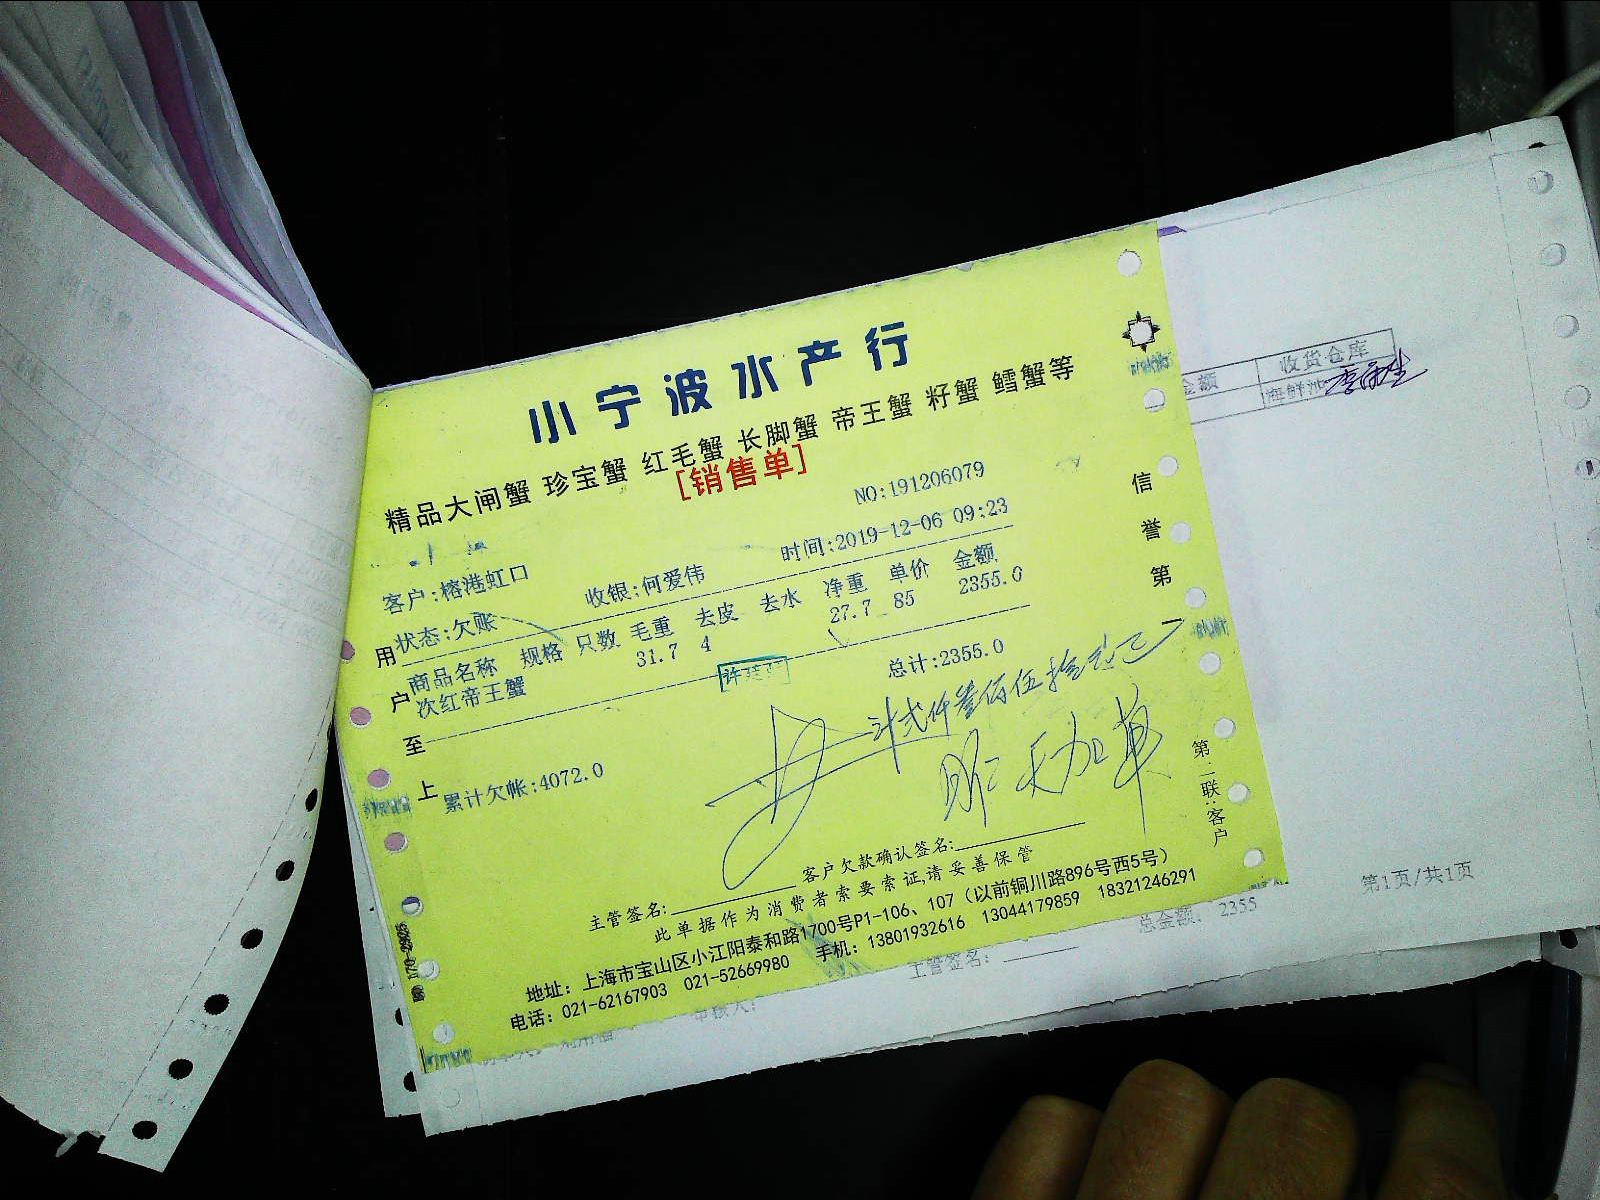 小宁波水产行
精品大闸蟹 珍宝蟹 红毛蟹 长脚蟹 帝王蟹 籽蟹 鳕蟹等
[销售单]
NO:191206079
客户:榕港虹口 收银:何爱伟 时间:2019-12-06 09:23
状态:欠账
商品名称 规格 只数 毛重 去皮 去水 净重 单价 金额
次红帝王蟹 31.7 4 27.7 85 2355.0
总计:2355.0
计弍仟叁佰伍拾
累计欠帐:4072.0
客户欠款确认签名:
主管签名:
此单据作为消费者索要索证,请妥善保管
地址：上海市宝山区小江阳泰和路1700号P1-106、107（以前铜川路896号西5号）
电话：021-62167903 021-52669980 手机：13801932616 13044179859 18321246291
用户至上
信誉第
第二联:客户
金额 收货仓库
海鲜池
第1页/共1页
总金额: 2355
主管签名: